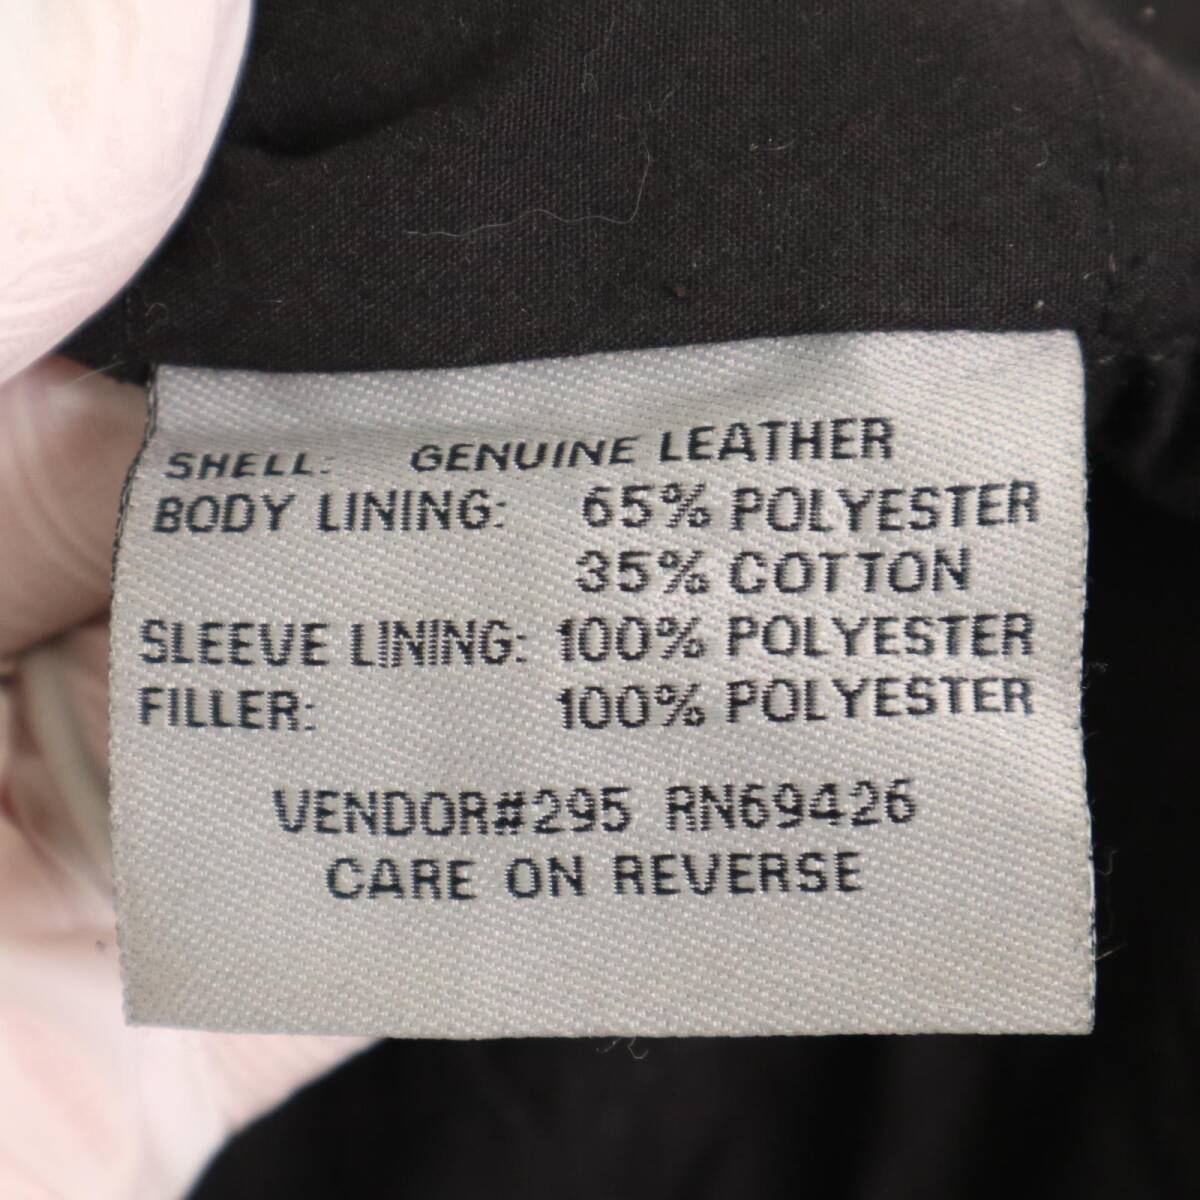 SHELL: GENUINE LEATHER
BODY LINING: 65% POLYESTER
35% COTTON
SLEEVE LINING: 100% POLYESTER
FILLER: 100% POLYESTER
VENDOR#295 RN69426
CARE ON REVERSE